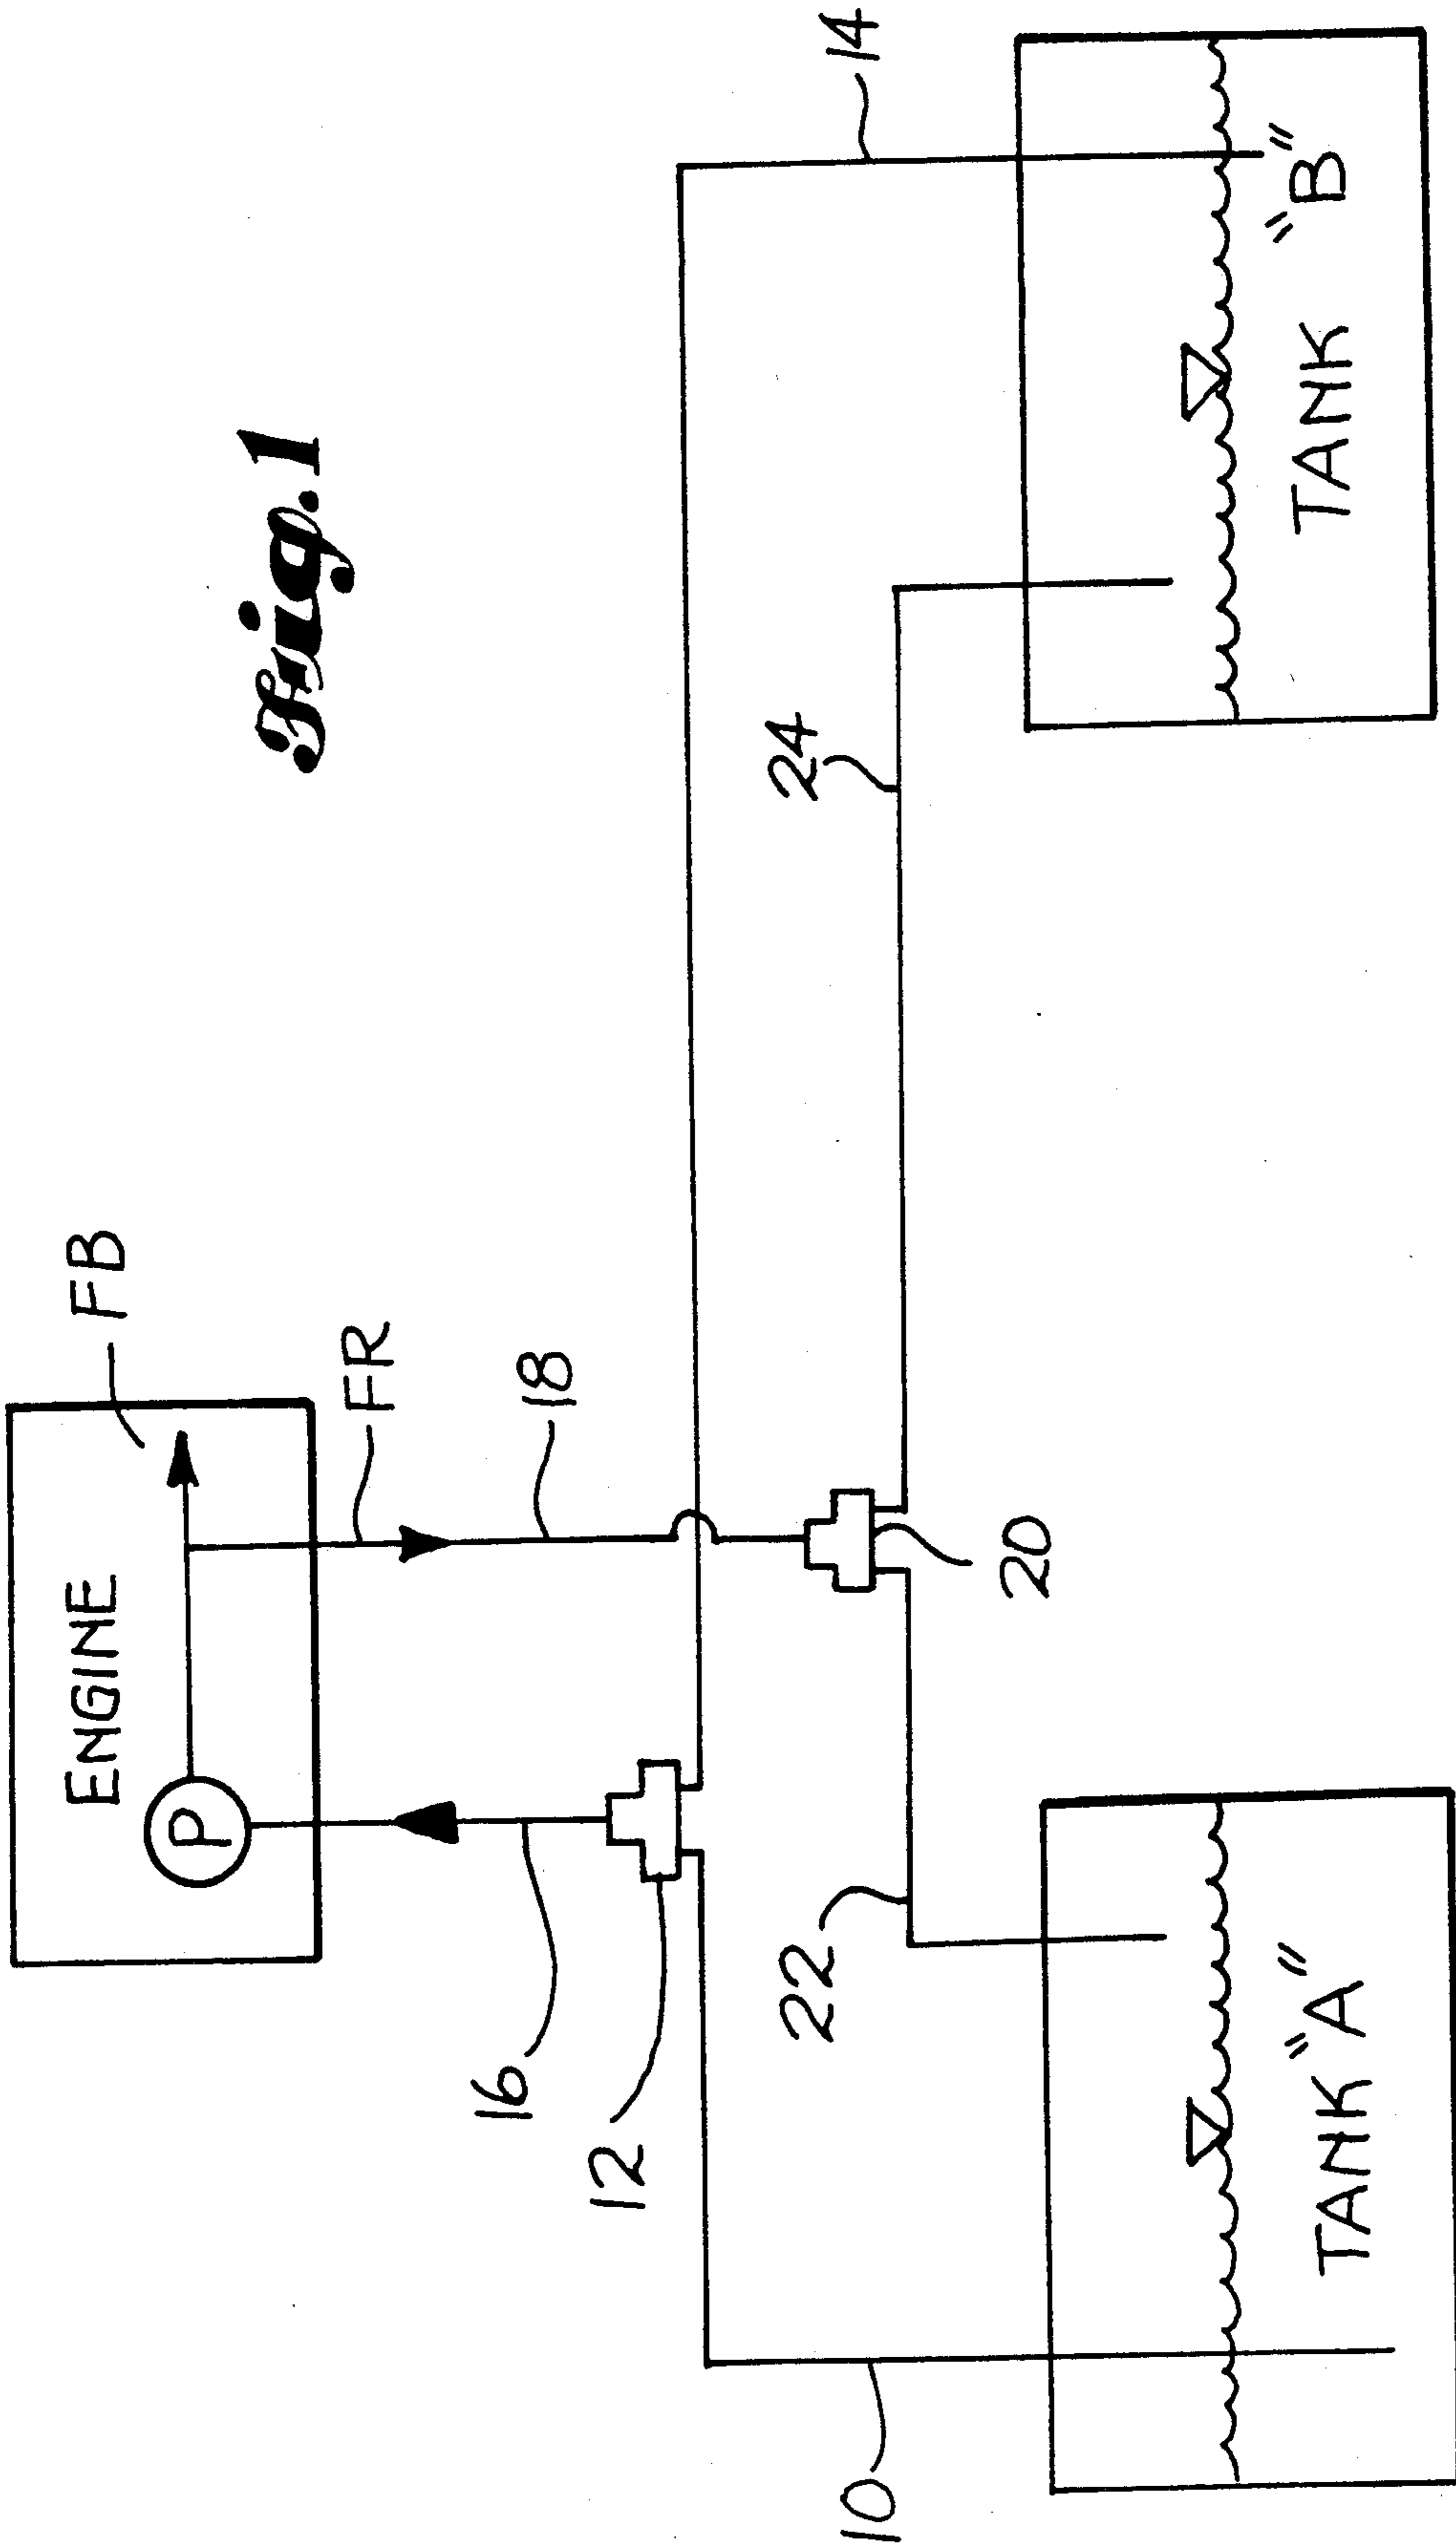 Fig. 1
ENGINE
P
FB
FR
16
18
12
14
24
22
20
10
TANK "A"
TANK "B"